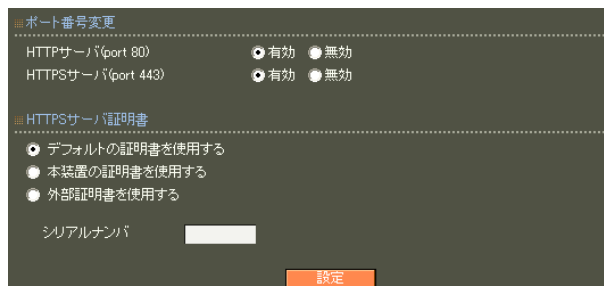 ポート番号変更
HTTPサーバ(port 80) 有効 無効
HTTPSサーバ(port 443) 有効 無効
HTTPSサーバ証明書
デフォルトの証明書を使用する
本装置の証明書を使用する
外部証明書を使用する
シリアルナンバ
設定